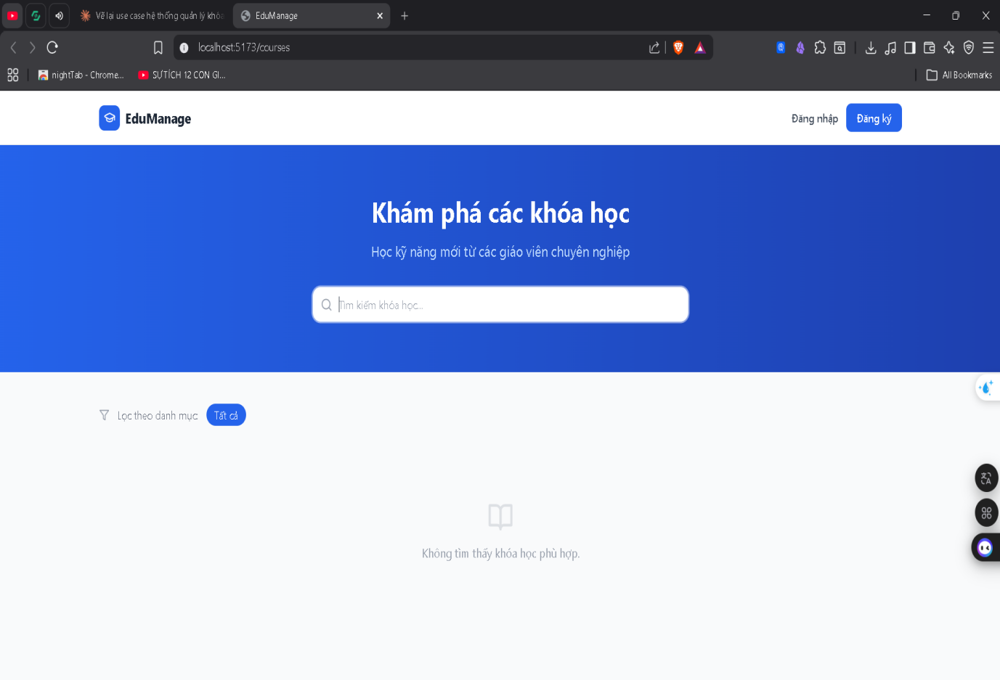 Vẽ lại use case hệ thống quản lý khóa
EduManage
localhost:5173/courses
nightTab - Chrome...
SỰ TÍCH 12 CON GI...
All Bookmarks
EduManage
Đăng nhập
Đăng ký
Khám phá các khóa học
Học kỹ năng mới từ các giáo viên chuyên nghiệp
Tìm kiếm khóa học...
Lọc theo danh mục:
Tất cả
Không tìm thấy khóa học phù hợp.